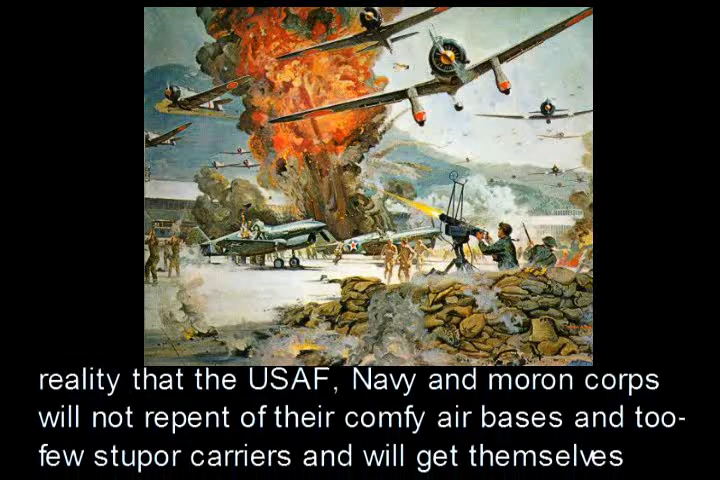 reality that the USAF, Navy and moron corps
will not repent of their comfy air bases and too-
few stupor carriers and will get themselves